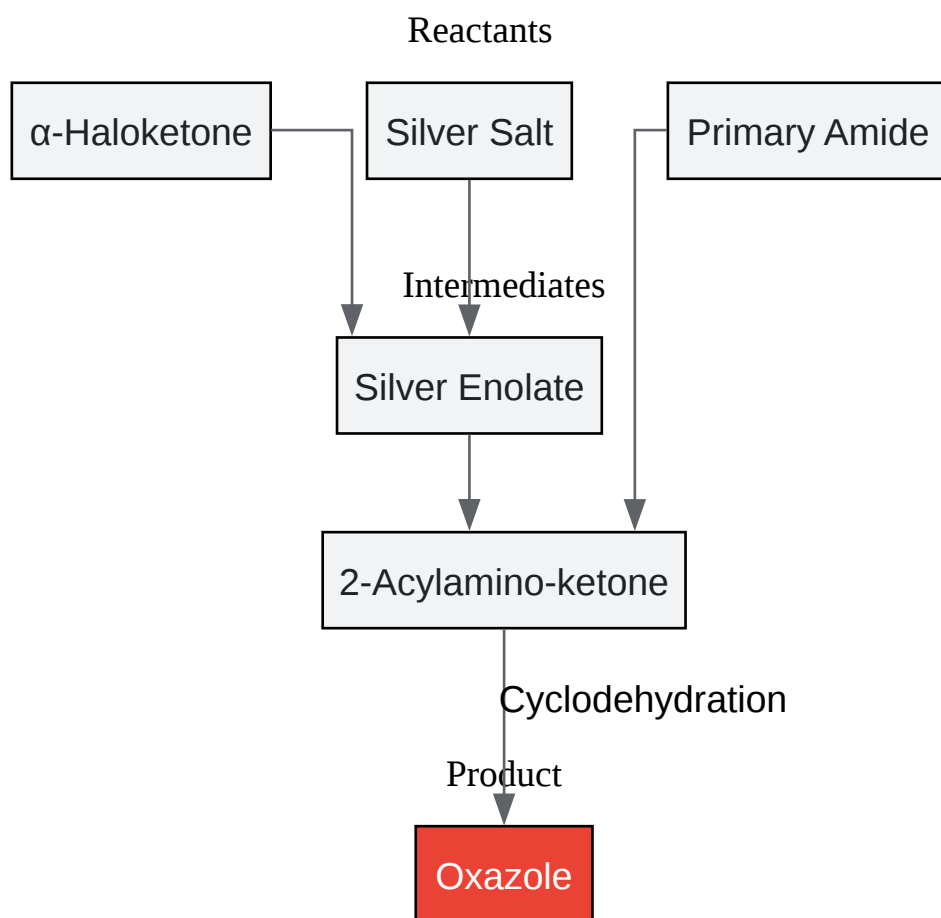 Reactants
α-Haloketone
Silver Salt
Primary Amide
Intermediates
Silver Enolate
2-Acylamino-ketone
Cyclodehydration
Product
Oxazole